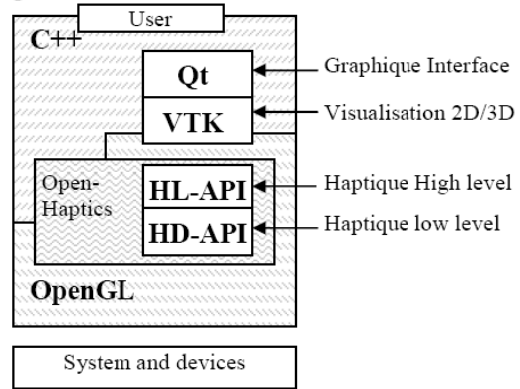 User
C++
Qt
Graphique Interface
VTK
Visualisation 2D/3D
Open-
Haptics
HL-API
Haptique High level
HD-API
Haptique low level
OpenGL
System and devices